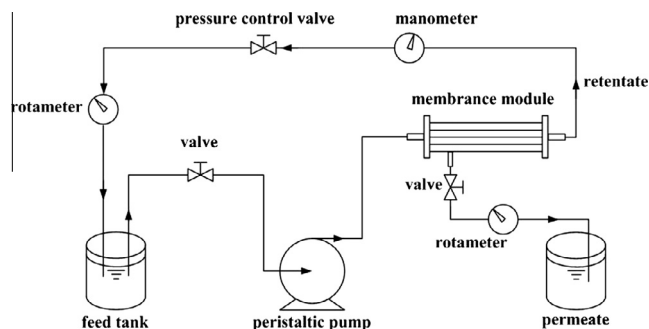 pressure control valve
manometer
rotameter
retentate
membrance module
valve
valve
rotameter
feed tank
peristaltic pump
permeate